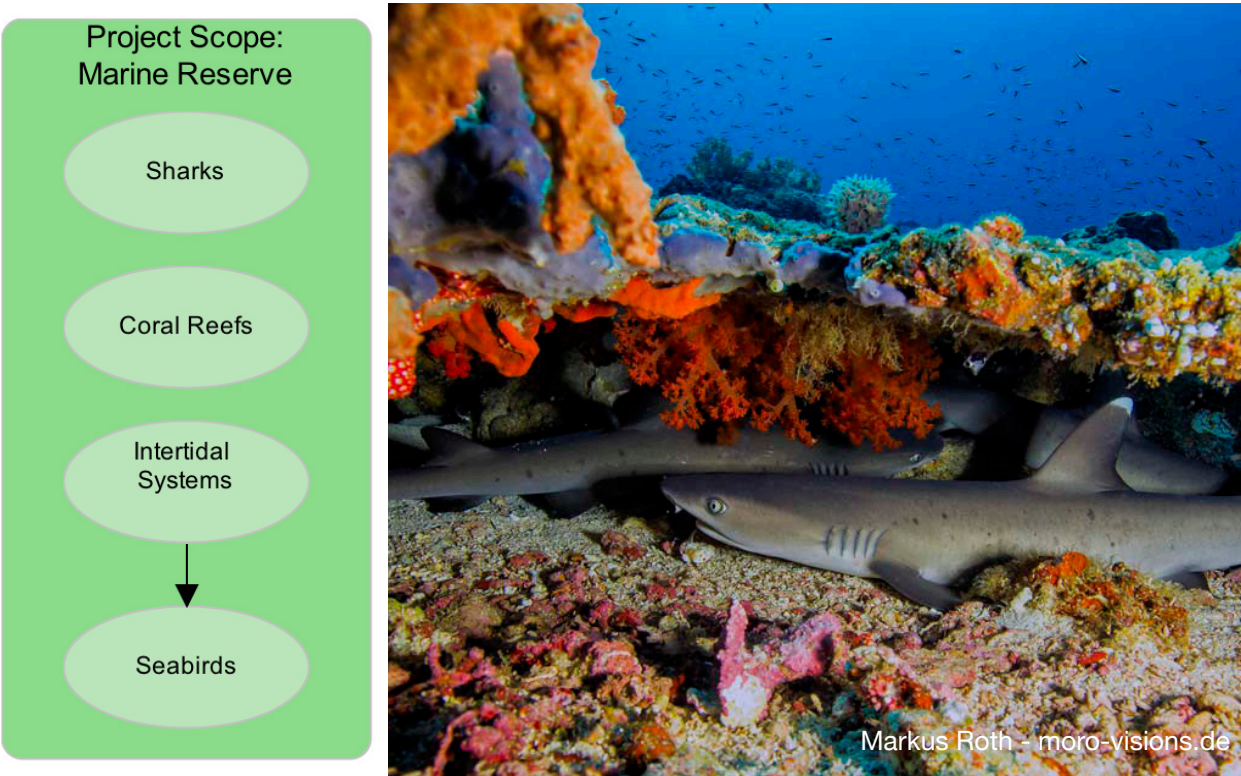 Project Scope:
Marine Reserve
Sharks
Coral Reefs
Intertidal
Systems
Seabirds
Markus Roth - moro-visions.de